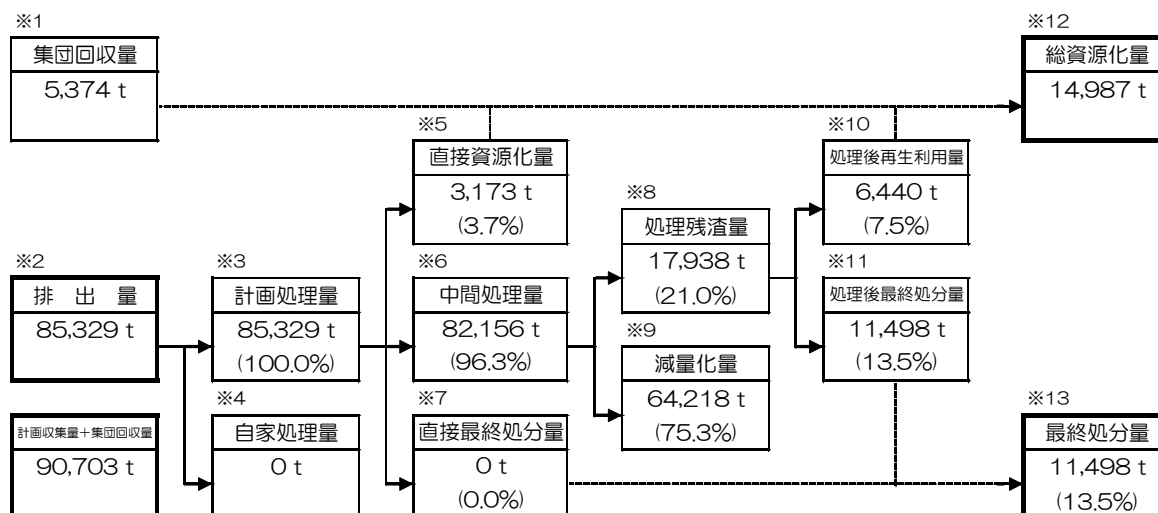 ※1
集団回収量
5,374 t
※12
総資源化量
14,987 t
※5
直接資源化量
3,173 t
(3.7%)
※10
処理後再生利用量
6,440 t
(7.5%)
※8
処理残渣量
17,938 t
(21.0%)
※2
排 出 量
85,329 t
※3
計画処理量
85,329 t
(100.0%)
※6
中間処理量
82,156 t
(96.3%)
※11
処理後最終処分量
11,498 t
(13.5%)
※9
減量化量
64,218 t
(75.3%)
計画収集量＋集団回収量
90,703 t
※4
自家処理量
0 t
※7
直接最終処分量
0 t
(0.0%)
※13
最終処分量
11,498 t
(13.5%)